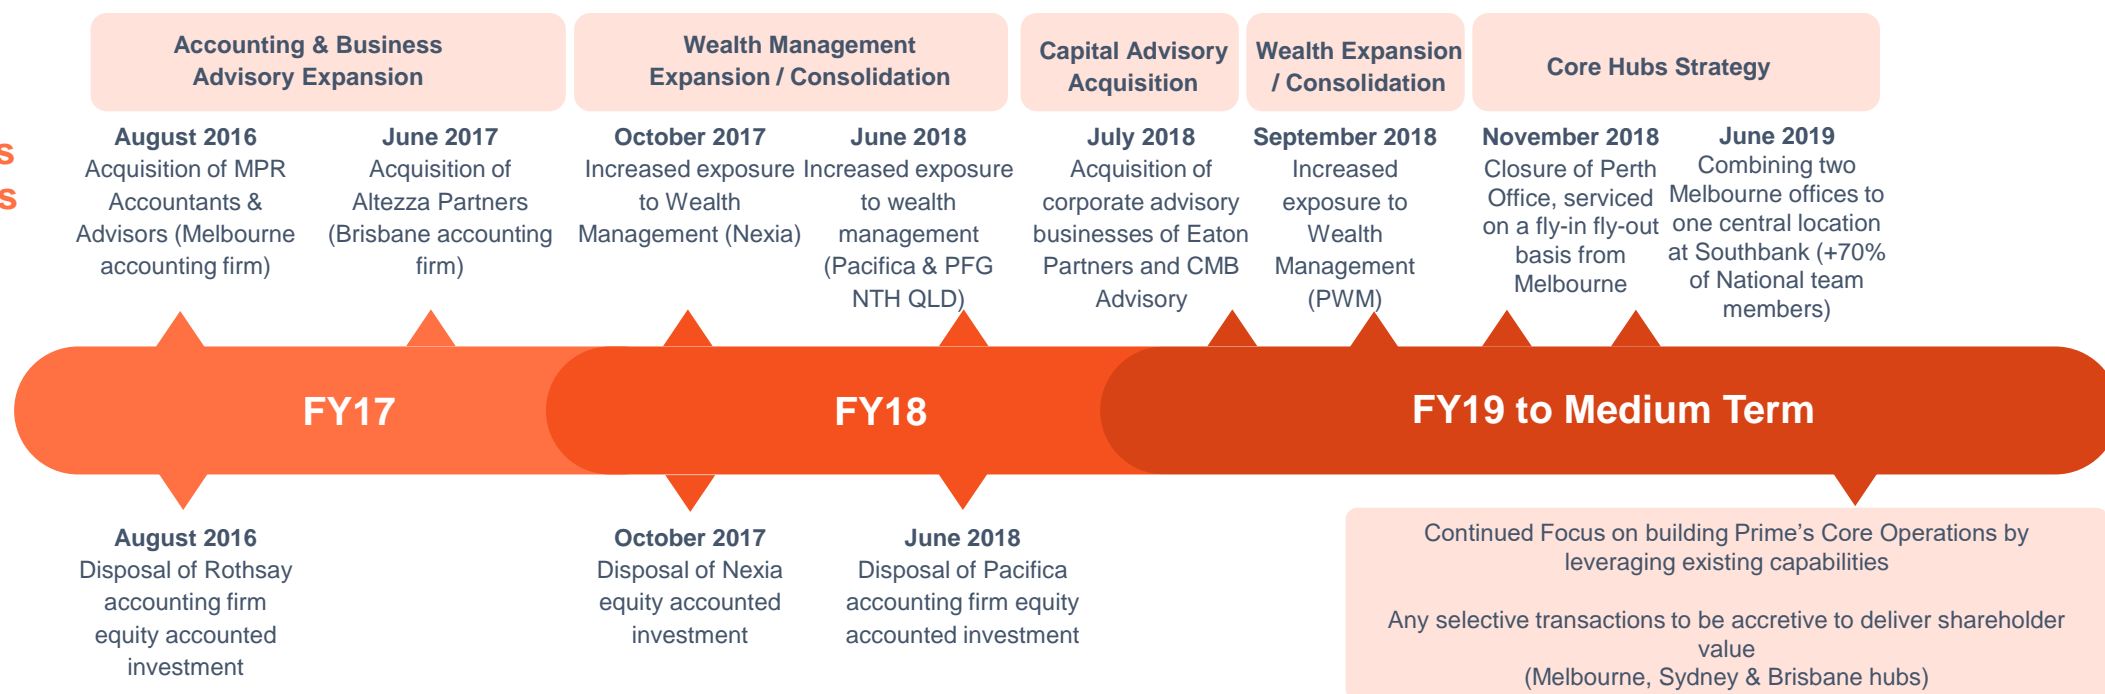 Accounting & Business
Advisory Expansion
Wealth Management
Expansion / Consolidation
Capital Advisory
Acquisition
Wealth Expansion
/ Consolidation
Core Hubs Strategy
s
s
August 2016
Acquisition of MPR
Accountants &
Advisors (Melbourne
accounting firm)
June 2017
Acquisition of
Altezza Partners
(Brisbane accounting
firm)
October 2017
Increased exposure
to Wealth
Management (Nexia)
June 2018
Increased exposure
to wealth
management
(Pacifica & PFG
NTH QLD)
July 2018
Acquisition of
corporate advisory
businesses of Eaton
Partners and CMB
Advisory
September 2018
Increased
exposure to
Wealth
Management
(PWM)
November 2018
Closure of Perth
Office, serviced
on a fly-in fly-out
basis from
Melbourne
June 2019
Combining two
Melbourne offices to
one central location
at Southbank (+70%
of National team
members)
FY17
FY18
FY19 to Medium Term
August 2016
Disposal of Rothsay
accounting firm
equity accounted
investment
October 2017
Disposal of Nexia
equity accounted
investment
June 2018
Disposal of Pacifica
accounting firm equity
accounted investment
Continued Focus on building Prime's Core Operations by
leveraging existing capabilities
Any selective transactions to be accretive to deliver shareholder
value
(Melbourne, Sydney & Brisbane hubs)